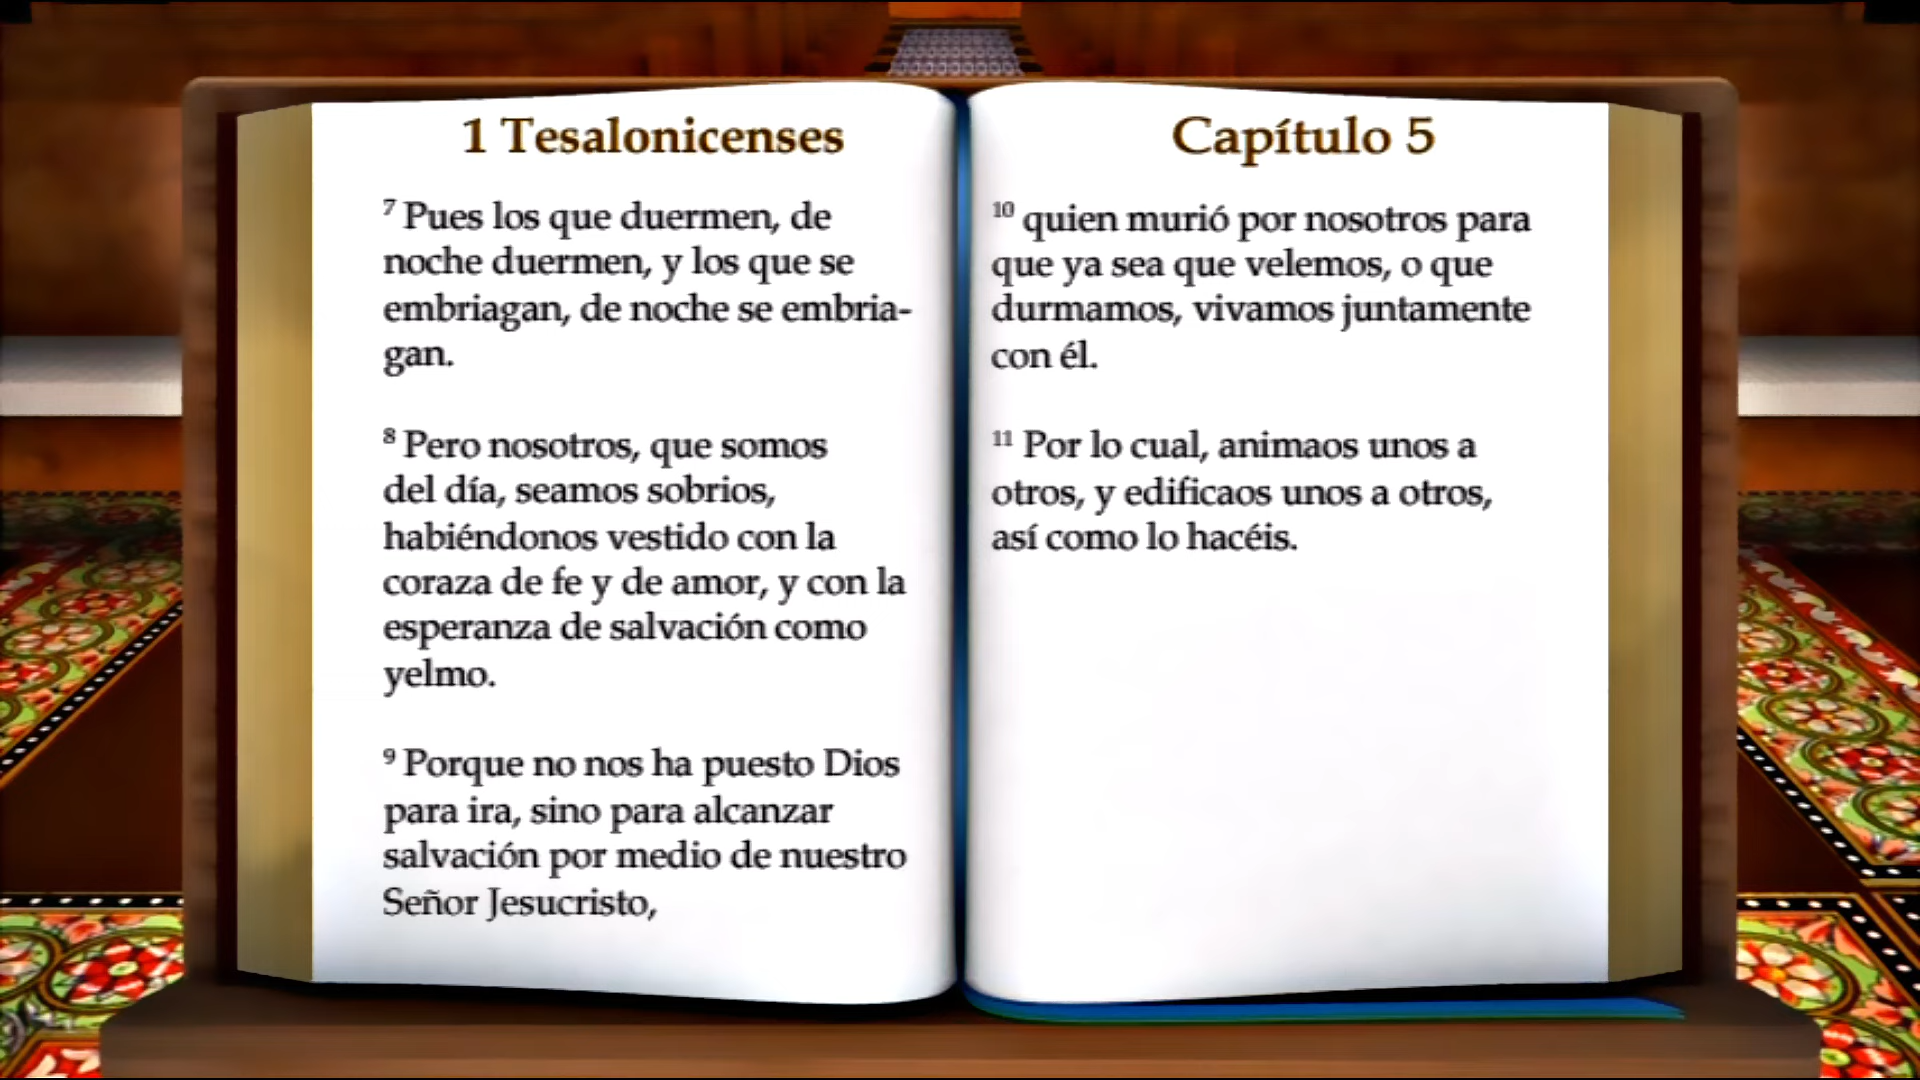 1 Tesalonicenses
7 Pues los que duermen, de
noche duermen, y los que se
embriagan, de noche se embria-
gan.
8 Pero nosotros, que somos
del día, seamos sobrios,
habiéndonos vestido con la
coraza de fe y de amor, y con la
esperanza de salvación como
yelmo.
9 Porque no nos ha puesto Dios
para ira, sino para alcanzar
salvación por medio de nuestro
Señor Jesucristo,
Capítulo 5
10 quien murió por nosotros para
que ya sea que velemos, o que
durmamos, vivamos juntamente
con él.
11 Por lo cual, animaos unos a
otros, y edificaos unos a otros,
así como lo hacéis.